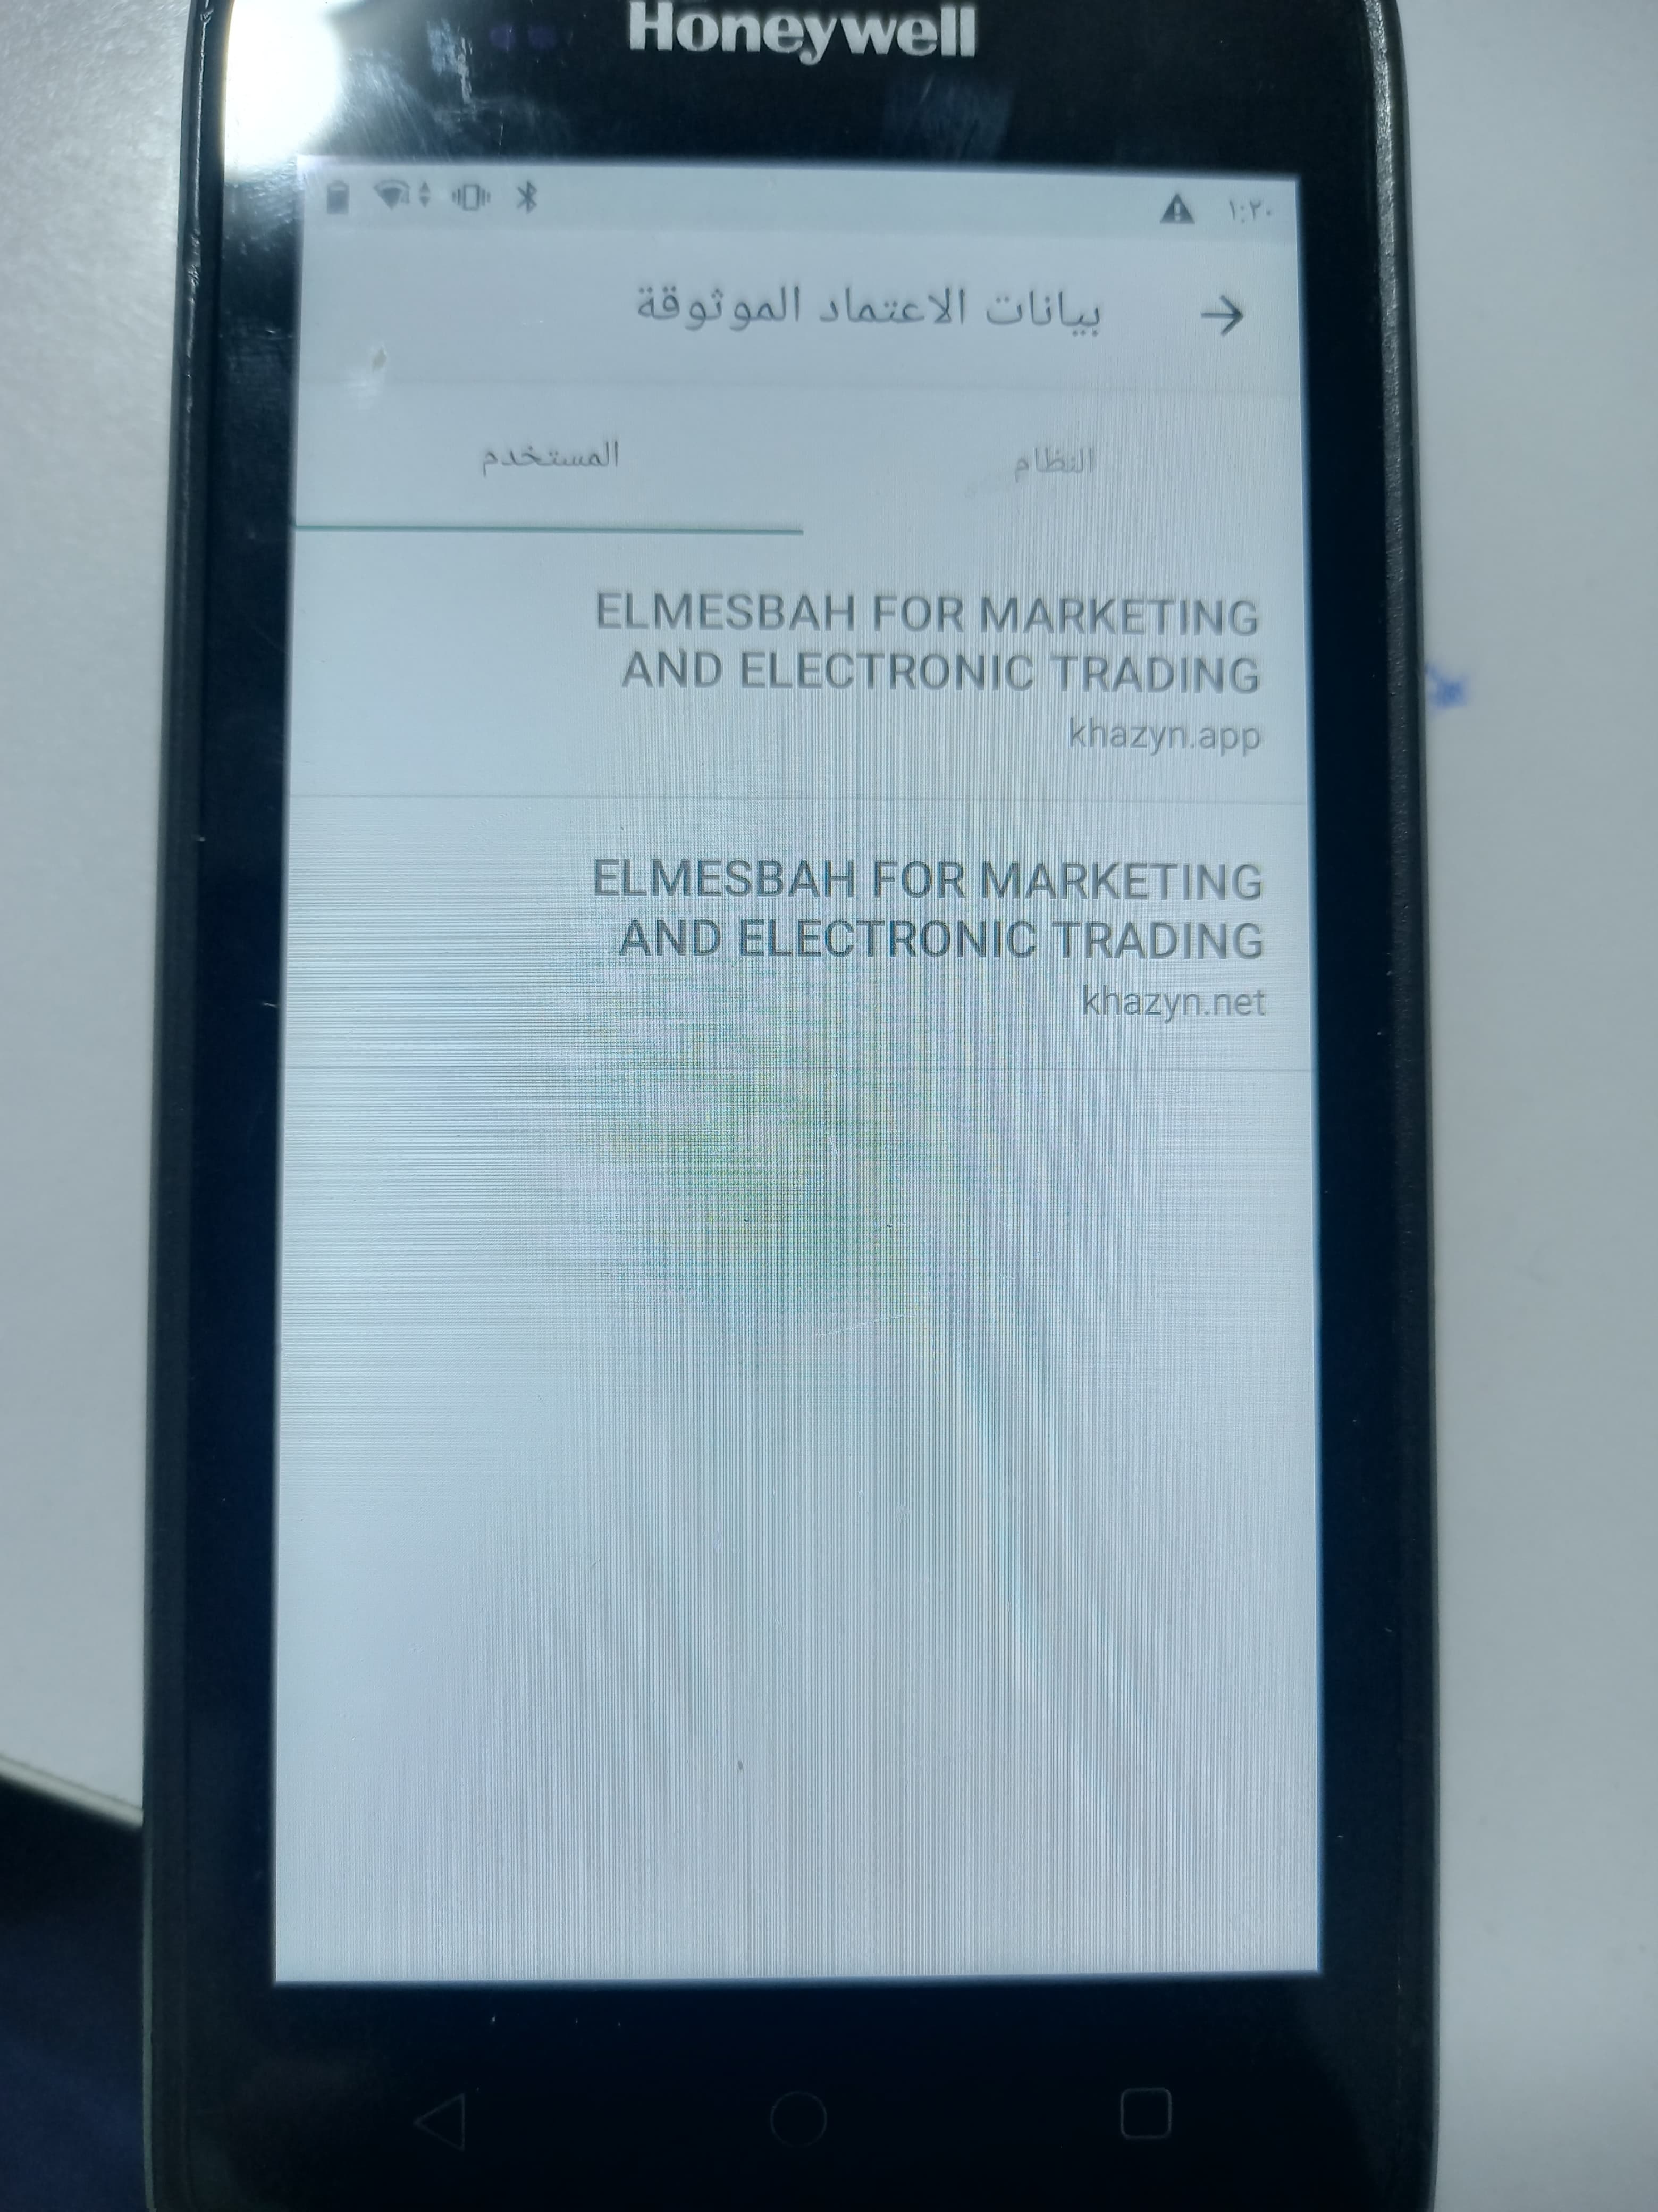 Honeywell
١:٢٠
بيانات الاعتماد الموثوقة
النظام
المستخدم
ELMESBAH FOR MARKETING
AND ELECTRONIC TRADING
khazyn.app
ELMESBAH FOR MARKETING
AND ELECTRONIC TRADING
khazyn.net